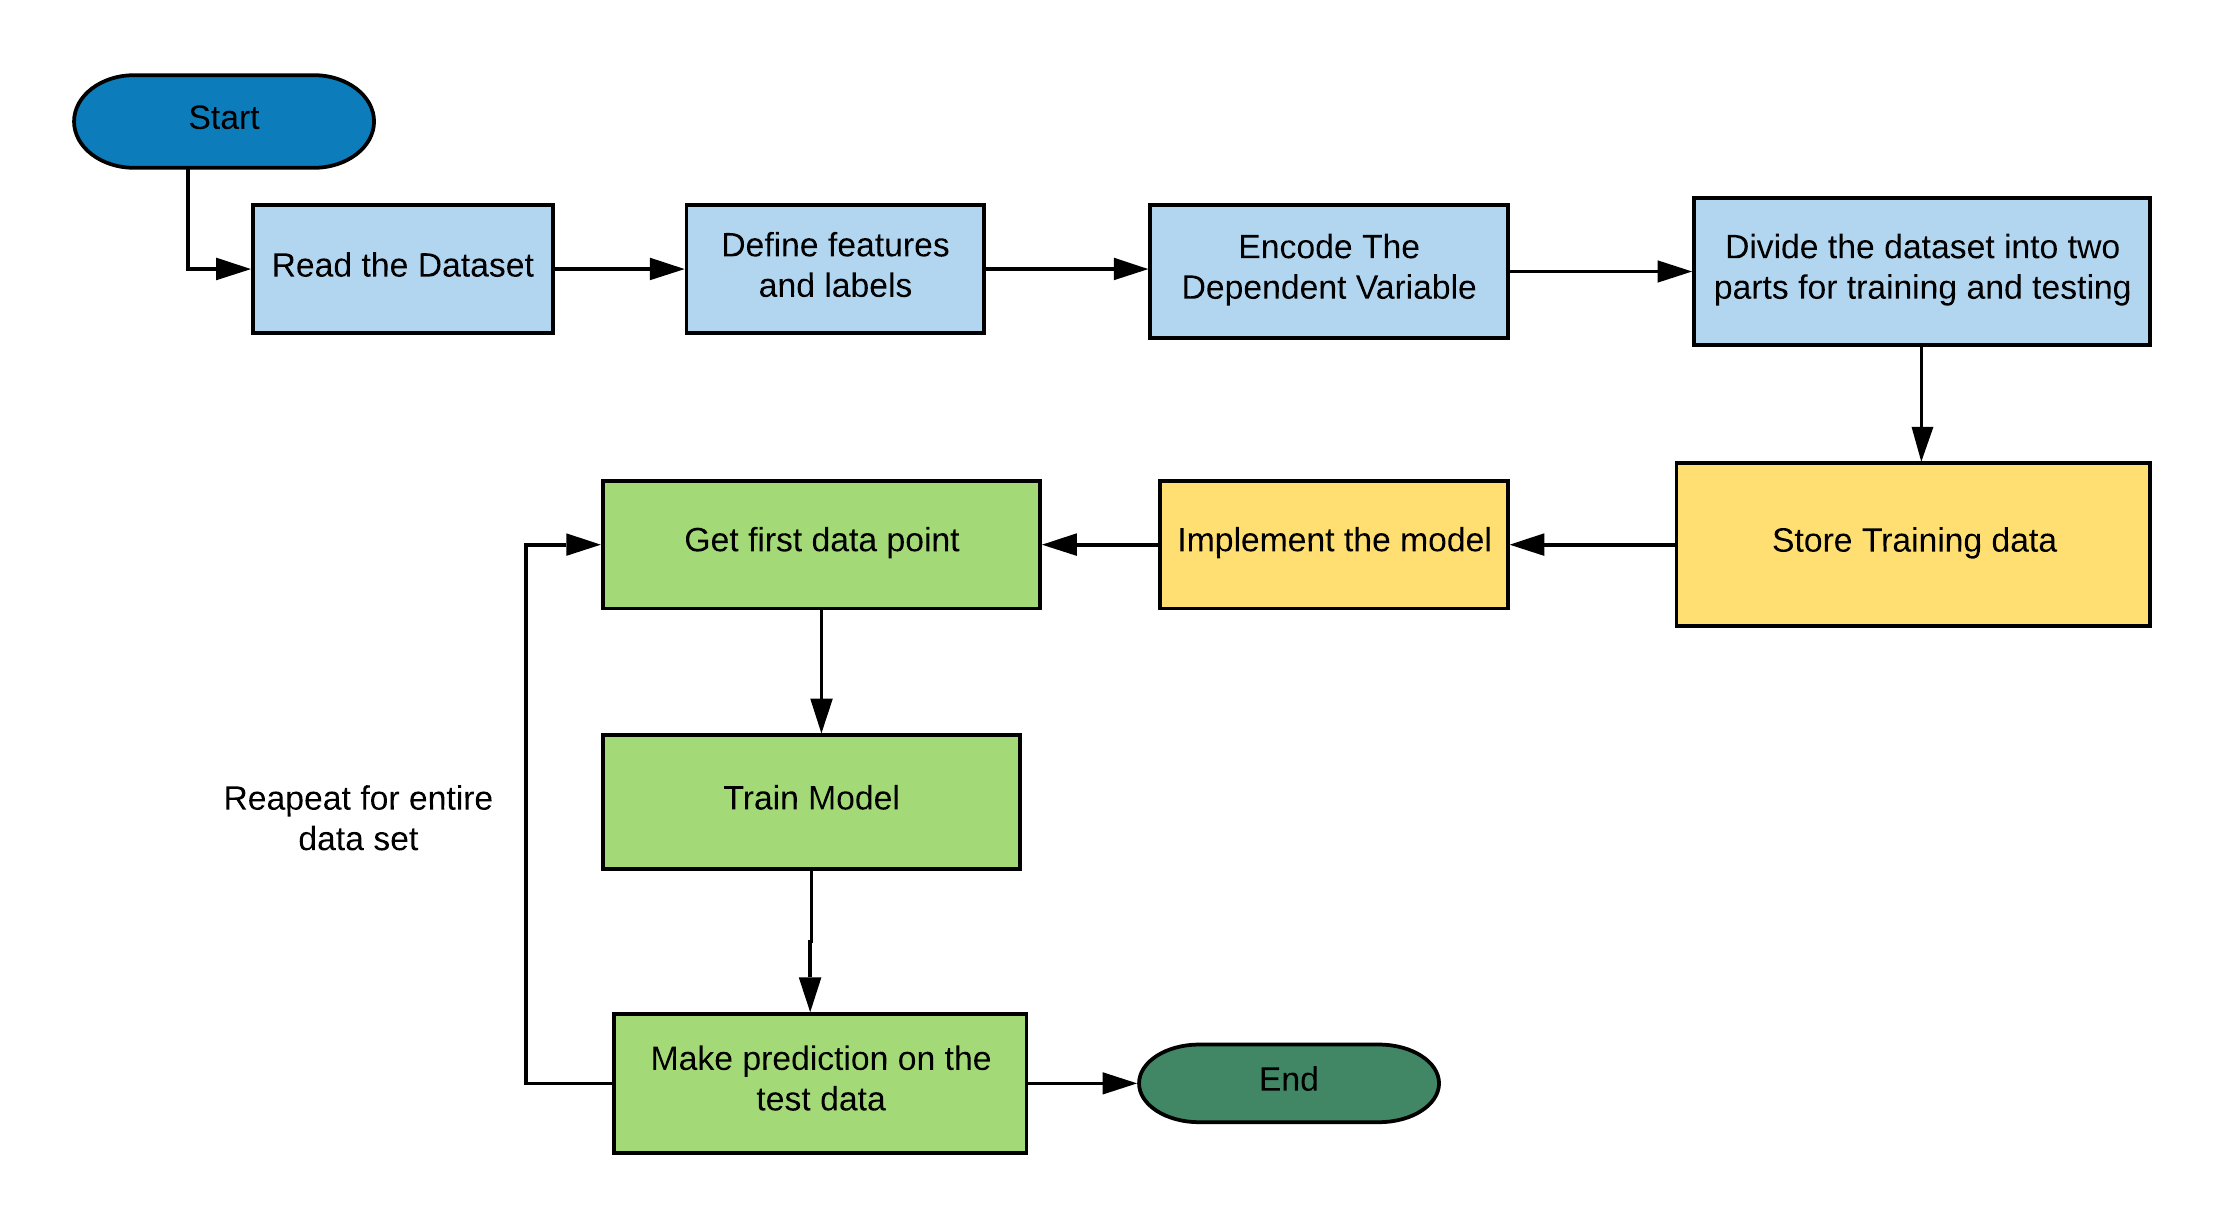 Start
Read the Dataset
Define features
and labels
Encode The
Dependent Variable
Divide the dataset into two
parts for training and testing
Get first data point
Implement the model
Store Training data
Reapeat for entire
data set
Train Model
Make prediction on the
test data
End